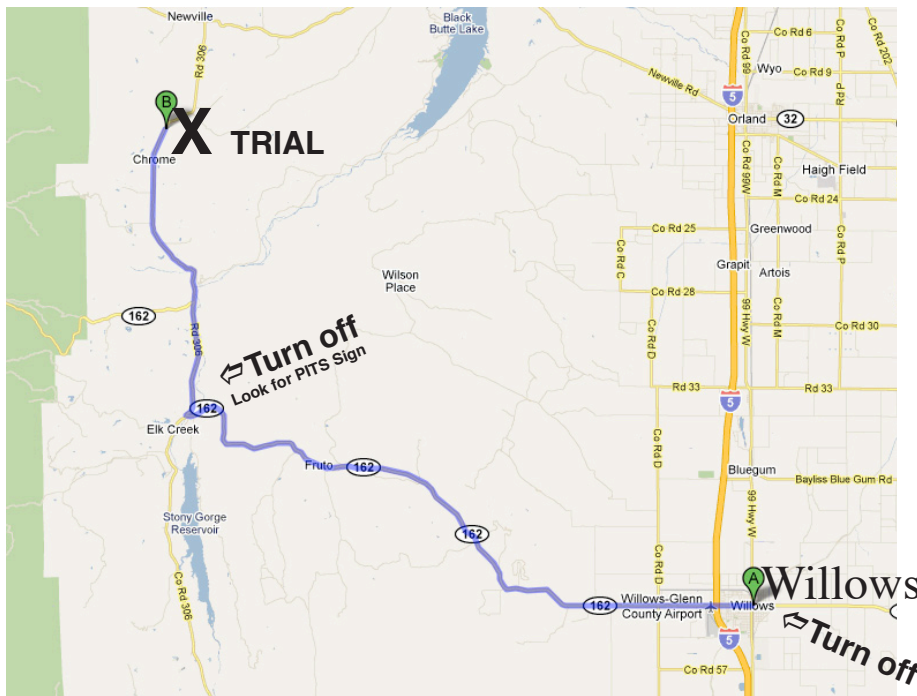 Newville
Rd 306
Black
Butte Lake
Co Rd 99
Co Rd 6
Co Rd P
Co Rd 202
Wyo
Co Rd 9
Newville Rd
5
Rd P
Orland
32
B
X TRIAL
Chrome
Co Rd 99W
Co Rd M
Haigh Field
Co Rd 24
Co Rd 25
Greenwood
Co Rd C
Co Rd P
Grapit
Artois
Wilson
Place
Co Rd 28
99 Hwy W
Co Rd M
162
Co Rd 30
Rd 306
Turn off
Look for PITS Sign
Co Rd D
Rd 33
Rd 33
5
162
Elk Creek
Fruto
162
Co Rd D
Bluegum
Bayliss Blue Gum Rd
99 Hwy W
Stony Gorge
Reservoir
162
Co Rd 306
Co Rd D
A
Willows
162
Willows-Glenn
County Airport
Willows
Turn off
5
Co Rd 57